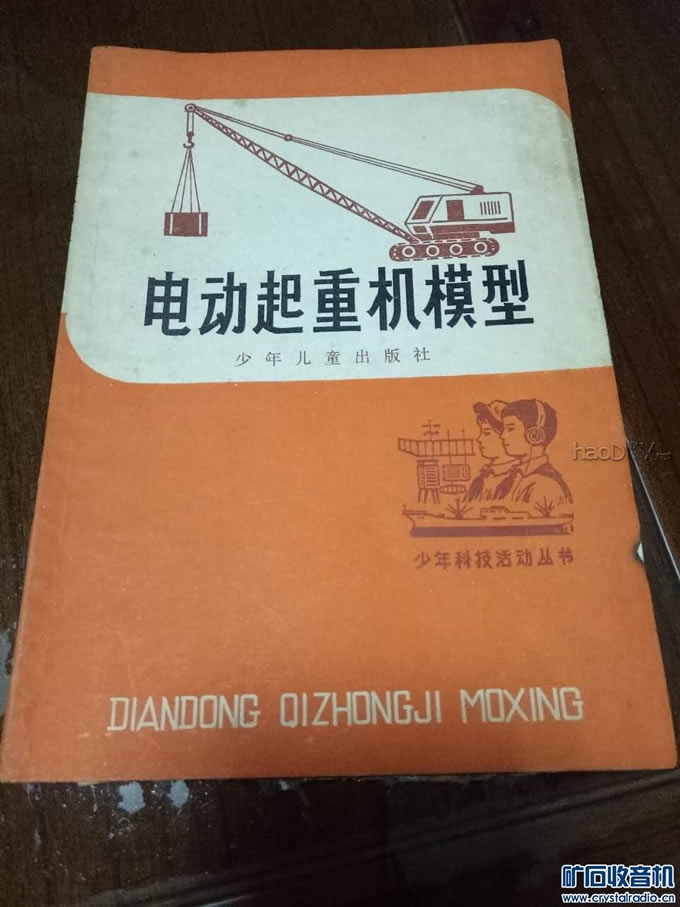 电动起重机模型
少年儿童出版社
少年科技活动丛书
DIANDONG QIZHONGJI MOXING
矿石收音机
www.crystalradio.cn